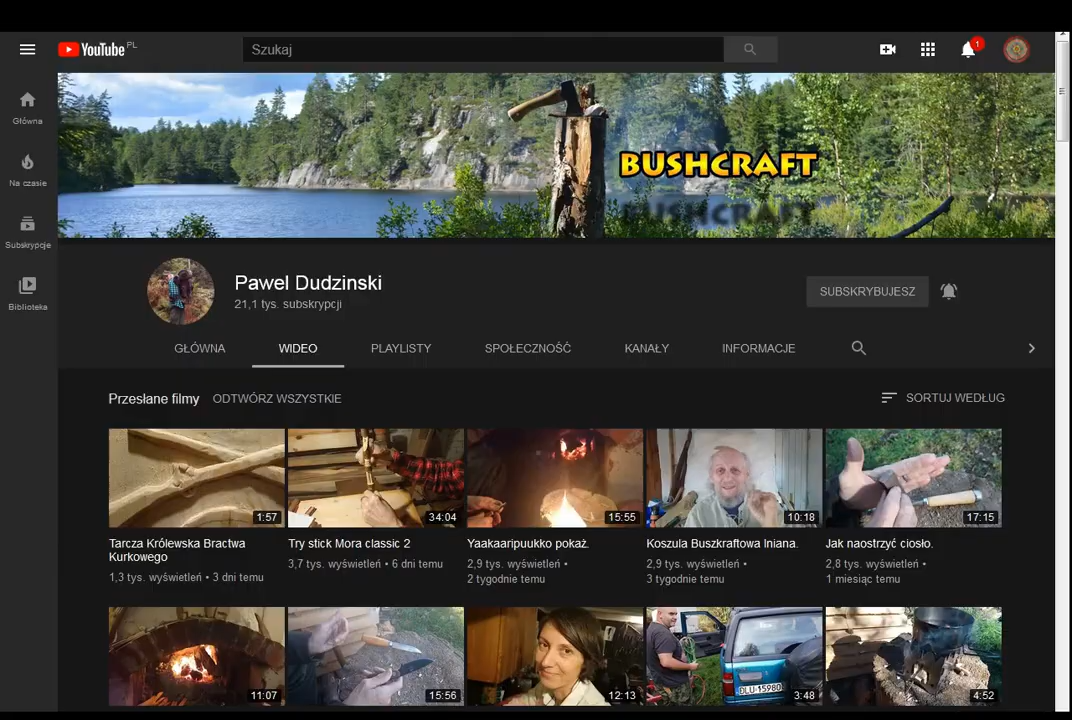 YouTube PL
Szukaj
1
Główna
Na czasie
Subskrypcje
Biblioteka
BUSHCRAFT
Pawel Dudzinski
21,1 tys. subskrypcji
SUBSKRYBUJESZ
GŁÓWNA WIDEO PLAYLISTY SPOŁECZNOŚĆ KANAŁY INFORMACJE
Przesłane filmy ODTWÓRZ WSZYSTKIE SORTUJ WEDŁUG
1:57
Tarcza Królewska Bractwa
Kurkowego
1,3 tys. wyświetleń • 3 dni temu
34:04
Try stick Mora classic 2
3,7 tys. wyświetleń • 6 dni temu
15:55
Yaakaaripuukko pokaż.
2,9 tys. wyświetleń •
2 tygodnie temu
10:18
Koszula Buszkraftowa lniana.
2,9 tys. wyświetleń •
3 tygodnie temu
17:15
Jak naostrzyć ciosło.
2,8 tys. wyświetleń •
1 miesiąc temu
11:07
15:56
12:13
DLU 15980
3:48
4:52